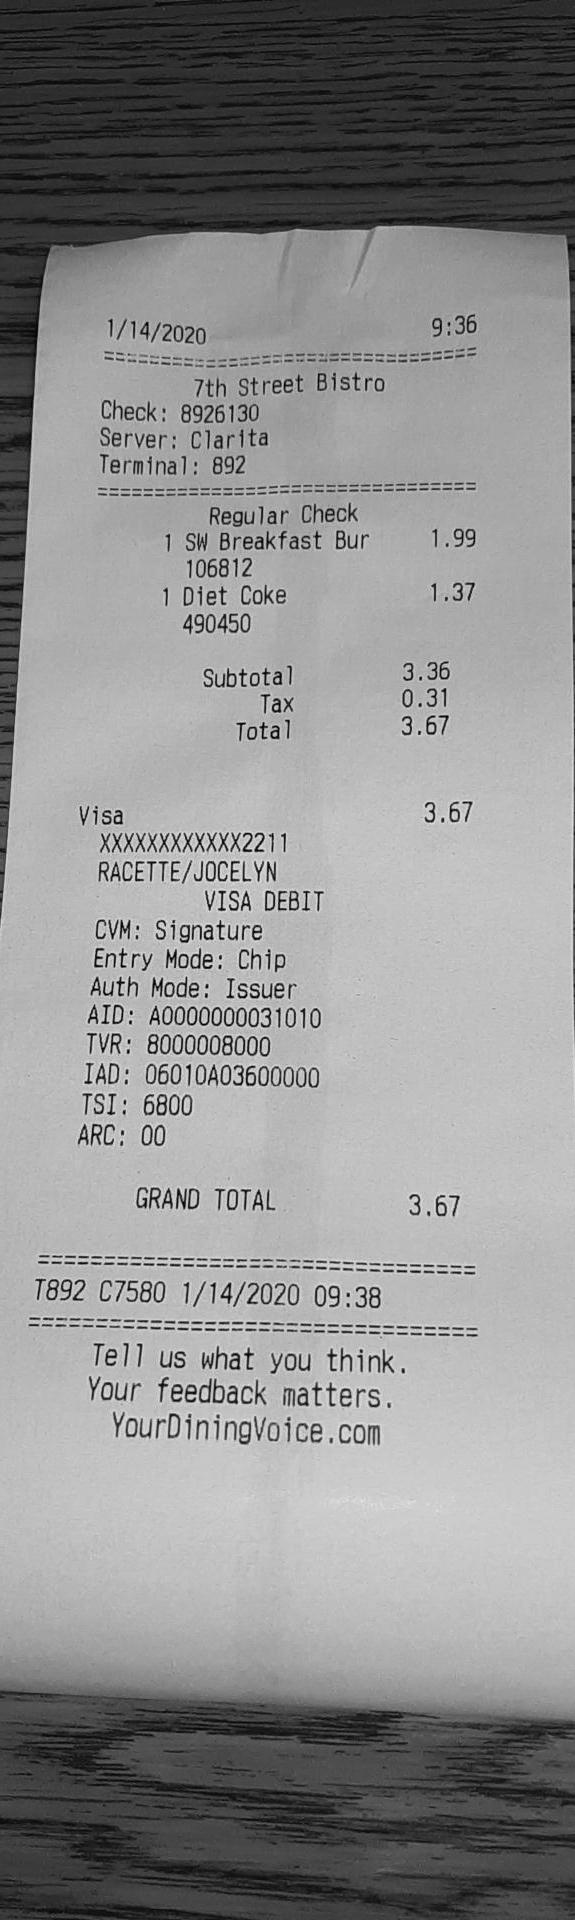 1/14/2020 9:36
==================================
7th Street Bistro
Check: 8926130
Server: Clarita
Terminal: 892
==================================
Regular Check
1 SW Breakfast Bur 1.99
106812
1 Diet Coke 1.37
490450
Subtotal 3.36
Tax 0.31
Total 3.67
Visa 3.67
XXXXXXXXXXXX2211
RACETTE/JOCELYN
VISA DEBIT
CVM: Signature
Entry Mode: Chip
Auth Mode: Issuer
AID: A0000000031010
TVR: 8000008000
IAD: 06010A03600000
TSI: 6800
ARC: 00
GRAND TOTAL 3.67
==================================
T892 C7580 1/14/2020 09:38
==================================
Tell us what you think.
Your feedback matters.
YourDiningVoice.com